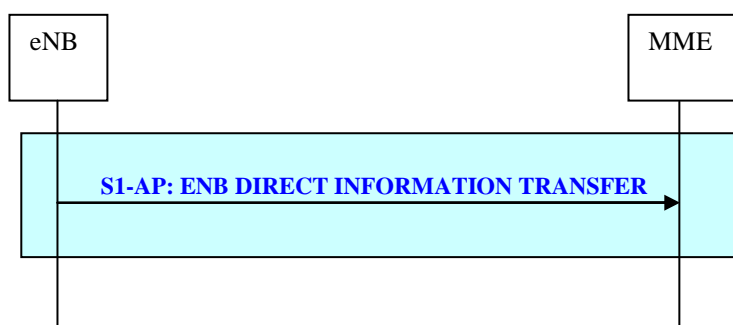 eNB
MME
S1-AP: ENB DIRECT INFORMATION TRANSFER